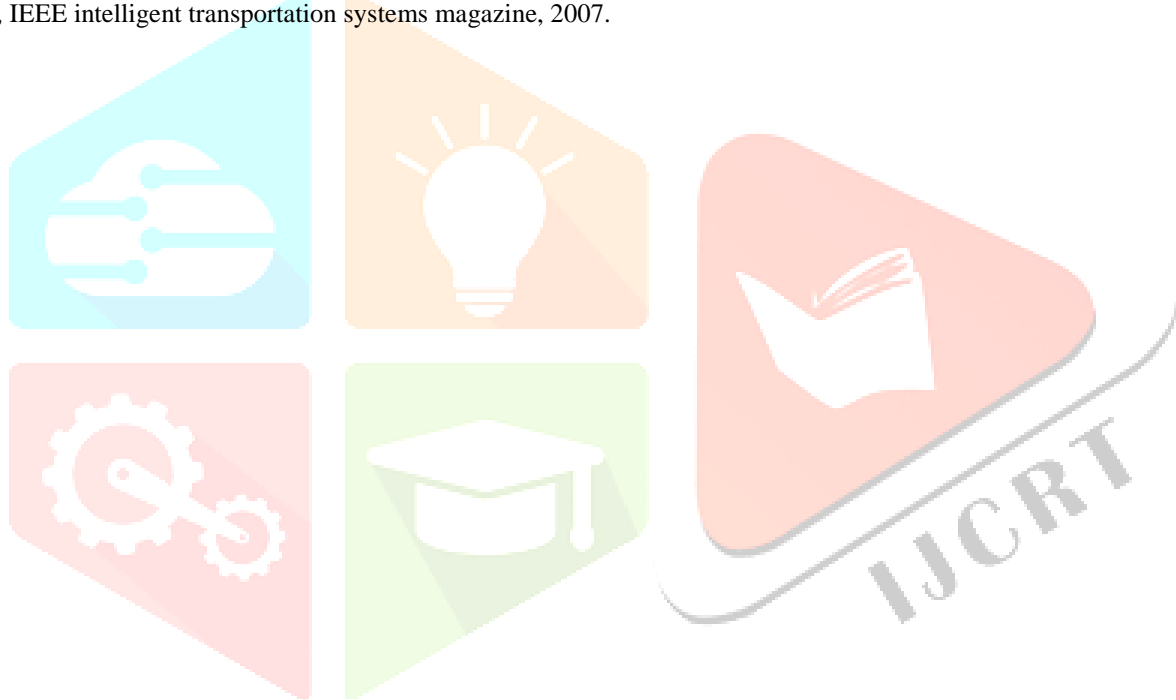 , IEEE intelligent transportation systems magazine, 2007.
IJCRT